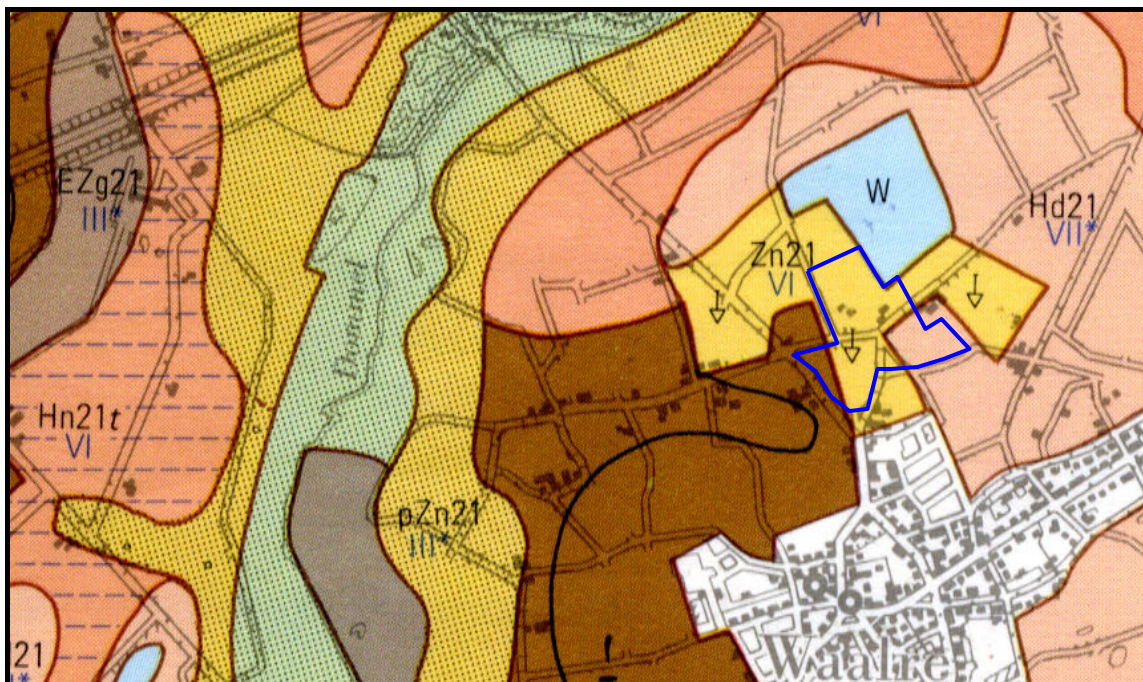 VI
W
EZg21
III*
Hd21
VII*
Zn21
VI
Dommel
Hn21t
VI
pZn21
III*
21
Waalre